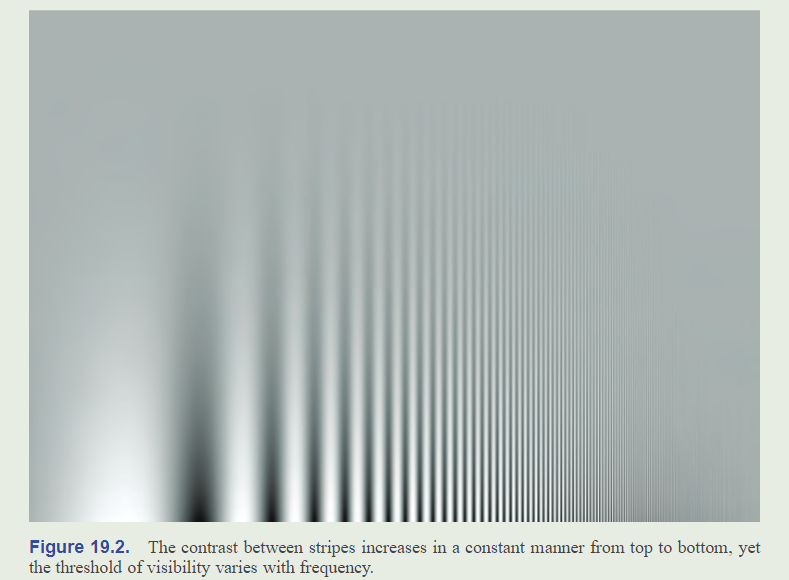 Figure 19.2. The contrast between stripes increases in a constant manner from top to bottom, yet
the threshold of visibility varies with frequency.